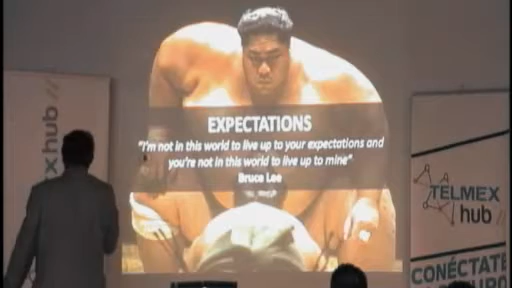 hub //
EXPECTATIONS
"I'm not in this world to live up to your expectations and
you're not in this world to live up to mine"
Bruce Lee
TELMEX
hub //
CONÉCTATE